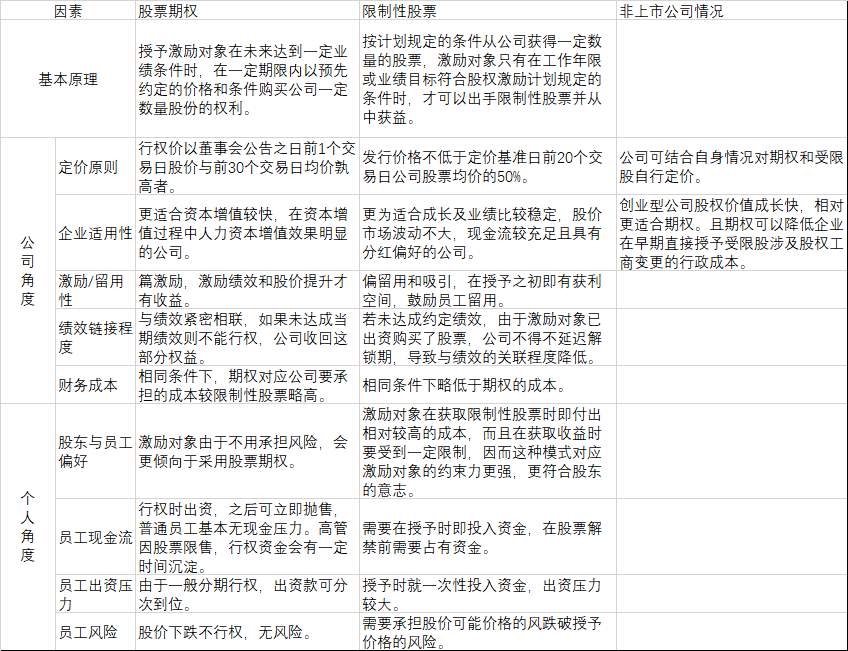 因素 股票期权 限制性股票 非上市公司情况
基本原理
授予激励对象在未来达到一定业
绩条件时，在一定期限内以预先
约定的价格和条件购买公司一定
数量股份的权利。
按计划规定的条件从公司获得一定数
量的股票，激励对象只有在工作年限
或业绩目标符合股权激励计划规定的
条件时，才可以出手限制性股票并从
中获益。
公
司
角
度
定价原则
行权价以董事会公告之日前1个交
易日股价与前30个交易日均价孰
高者。
发行价格不低于定价基准日前20个交
易日公司股票均价的50%。
公司可结合自身情况对期权和受限
股自行定价。
企业适用性
更适合资本增值较快，在资本增
值过程中人力资本增值效果明显
的公司。
更为适合成长及业绩比较稳定，股价
市场波动不大，现金流较充足且具有
分红偏好的公司。
创业型公司股权价值成长快，相对
更适合期权。且期权可以降低企业
在早期直接授予受限股涉及股权工
商变更的行政成本。
激励/留用
性
篇激励，激励绩效和股价提升才
有收益。
偏留用和吸引，在授予之初即有获利
空间，鼓励员工留用。
绩效链接程
度
与绩效紧密相联，如果未达成当
期绩效则不能行权，公司收回这
部分权益。
若未达成约定绩效，由于激励对象已
出资购买了股票，公司不得不延迟解
锁期，导致与绩效的关联程度降低。
财务成本
相同条件下，期权对应公司要承
担的成本较限制性股票略高。
相同条件下略低于期权的成本。
个
人
角
度
股东与员工
偏好
激励对象由于不用承担风险，会
更倾向于采用股票期权。
激励对象在获取限制性股票时即付出
相对较高的成本，而且在获取收益时
要受到一定限制，因而这种模式对应
激励对象的约束力更强，更符合股东
的意志。
员工现金流
行权时出资，之后可立即抛售，
普通员工基本无现金压力。高管
因股票限售，行权资金会有一定
时间沉淀。
需要在授予时即投入资金，在股票解
禁前需要占有资金。
员工出资压
力
由于一般分期行权，出资款可分
次到位。
授予时就一次性投入资金，出资压力
较大。
员工风险
股价下跌不行权，无风险。
需要承担股价可能价格的风跌破授予
价格的风险。